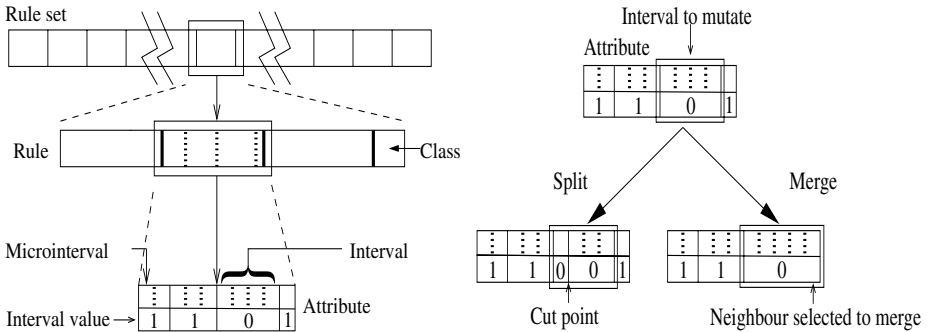 Rule set
Rule
Class
Microinterval
Interval
Interval value
1 1 0 1
Attribute
Interval to mutate
Attribute
1 1 0 1
Split
Merge
1 1 0 0 1
1 1 0
Cut point
Neighbour selected to merge